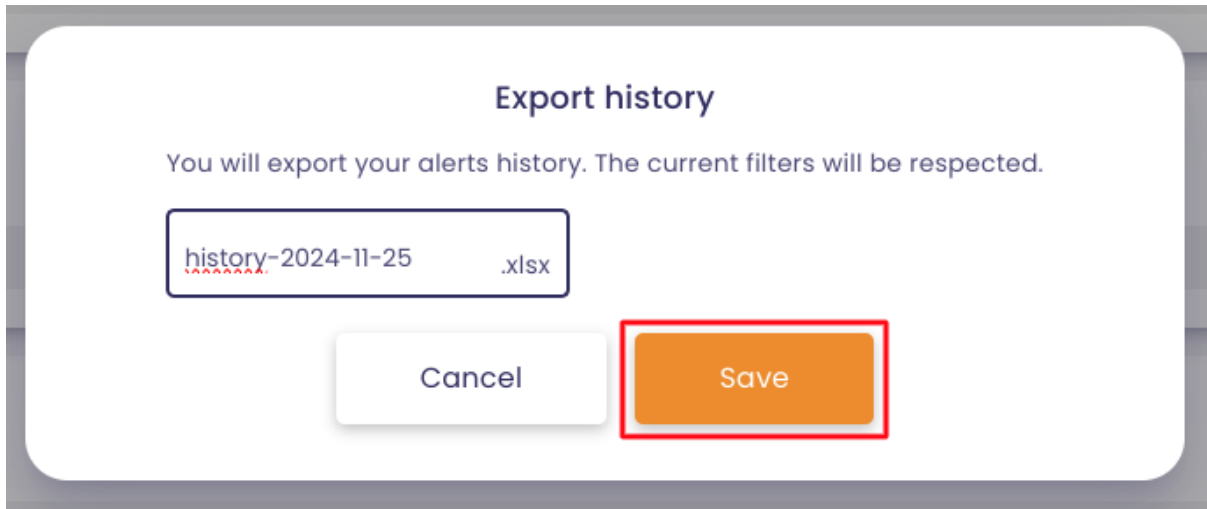 Export history
You will export your alerts history. The current filters will be respected.
history-2024-11-25 .xlsx
Cancel Save